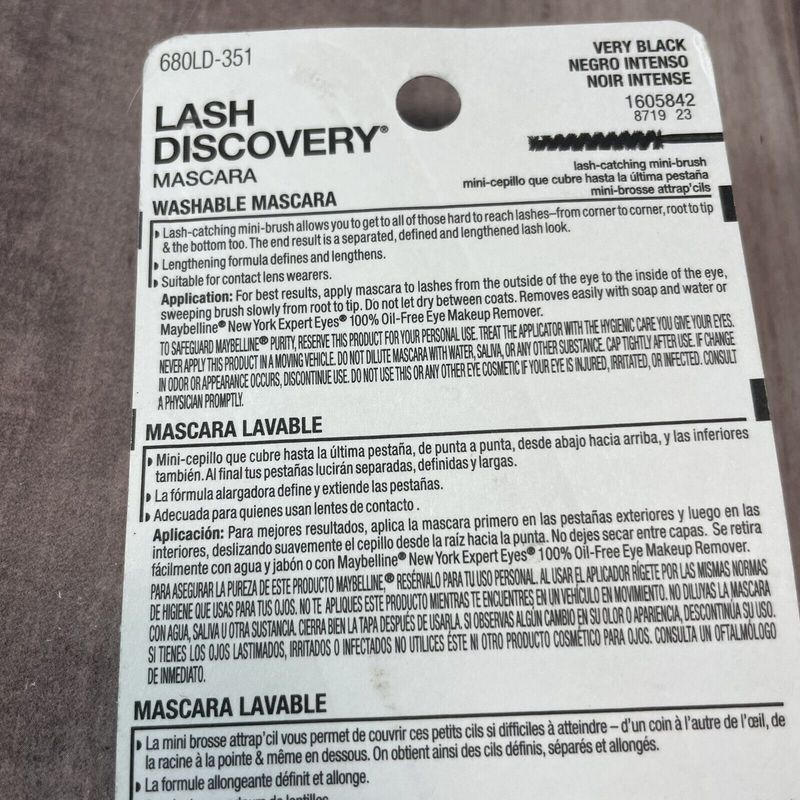 680LD-351
VERY BLACK
NEGRO INTENSO
NOIR INTENSE
1605842
8719 23
LASH
DISCOVERY®
MASCARA
lash-catching mini-brush
mini-cepillo que cubre hasta la última pestaña
mini-brosse attrap'cils
WASHABLE MASCARA
Lash-catching mini-brush allows you to get to all of those hard to reach lashes–from corner to corner, root to tip
& the bottom too. The end result is a separated, defined and lengthened lash look.
Lengthening formula defines and lengthens.
Suitable for contact lens wearers.
Application: For best results, apply mascara to lashes from the outside of the eye to the inside of the eye,
sweeping brush slowly from root to tip. Do not let dry between coats. Removes easily with soap and water or
Maybelline® New York Expert Eyes® 100% Oil-Free Eye Makeup Remover.
TO SAFEGUARD MAYBELLINE® PURITY, RESERVE THIS PRODUCT FOR YOUR PERSONAL USE. TREAT THE APPLICATOR WITH THE HYGIENIC CARE YOU GIVE YOUR EYES.
NEVER APPLY THIS PRODUCT IN A MOVING VEHICLE. DO NOT DILUTE MASCARA WITH WATER, SALIVA, OR ANY OTHER SUBSTANCE. CAP TIGHTLY AFTER USE. IF CHANGE
IN ODOR OR APPEARANCE OCCURS, DISCONTINUE USE. DO NOT USE THIS OR ANY OTHER EYE COSMETIC IF YOUR EYE IS INJURED, IRRITATED, OR INFECTED. CONSULT
A PHYSICIAN PROMPTLY.
MASCARA LAVABLE
Mini-cepillo que cubre hasta la última pestaña, de punta a punta, desde abajo hacia arriba, y las inferiores
también. Al final tus pestañas lucirán separadas, definidas y largas.
La fórmula alargadora define y extiende las pestañas.
Adecuada para quienes usan lentes de contacto .
Aplicación: Para mejores resultados, aplica la mascara primero en las pestañas exteriores y luego en las
interiores, deslizando suavemente el cepillo desde la raíz hacia la punta. No dejes secar entre capas. Se retira
fácilmente con agua y jabón o con Maybelline® New York Expert Eyes® 100% Oil-Free Eye Makeup Remover.
PARA ASEGURAR LA PUREZA DE ESTE PRODUCTO MAYBELLINE,® RESÉRVALO PARA TU USO PERSONAL. AL USAR EL APLICADOR RÍGETE POR LAS MISMAS NORMAS
DE HIGIENE QUE USAS PARA TUS OJOS. NO TE APLIQUES ESTE PRODUCTO MIENTRAS TE ENCUENTRES EN UN VEHÍCULO EN MOVIMIENTO. NO DILUYAS LA MASCARA
CON AGUA, SALIVA U OTRA SUSTANCIA. CIERRA BIEN LA TAPA DESPUÉS DE USARLA. SI OBSERVAS ALGÚN CAMBIO EN SU OLOR O APARIENCIA, DESCONTINÚA SU USO.
SI TIENES LOS OJOS LASTIMADOS, IRRITADOS O INFECTADOS NO UTILICES ÉSTE NI OTRO PRODUCTO COSMÉTICO PARA OJOS. CONSULTA UN OFTALMÓLOGO
DE INMEDIATO.
MASCARA LAVABLE
La mini brosse attrap'cil vous permet de couvrir ces petits cils si difficiles à atteindre – d'un coin à l'autre de l'œil, de
la racine à la pointe & même en dessous. On obtient ainsi des cils définis, séparés et allongés.
La formule allongeante définit et allonge.